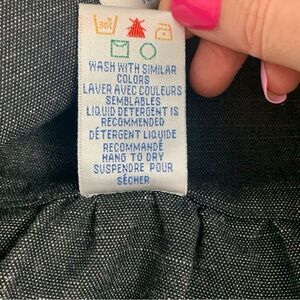 30
WASH WITH SIMILAR
COLORS
LAVER AVEC COULEURS
SEMBLABLES
LIQUID DETERGENT IS
RECOMMENDED
DÉTERGENT LIQUIDE
RECOMMANDÉ
HANG TO DRY
SUSPENDRE POUR
SÉCHER